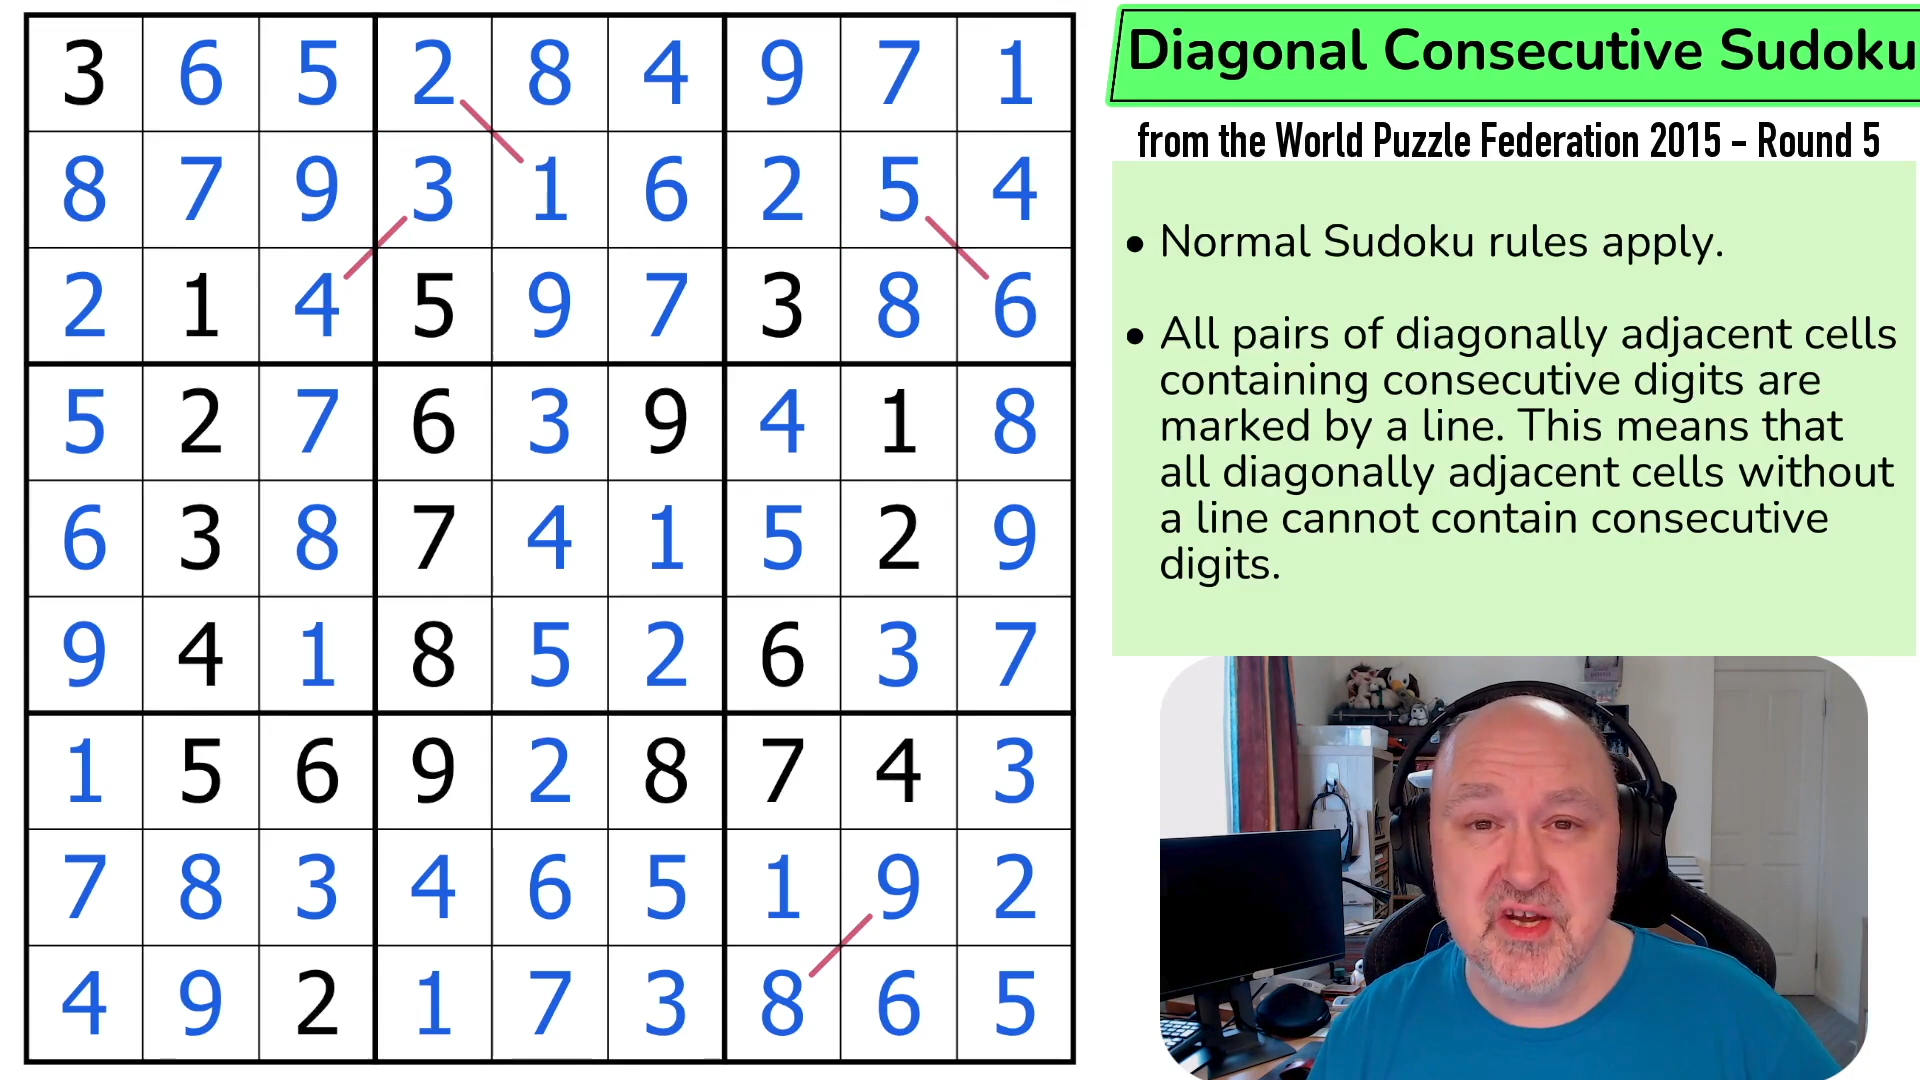 Diagonal Consecutive Sudoku
from the World Puzzle Federation 2015 - Round 5
• Normal Sudoku rules apply.
• All pairs of diagonally adjacent cells
containing consecutive digits are
marked by a line. This means that
all diagonally adjacent cells without
a line cannot contain consecutive
digits.
3 6 5 2 8 4 9 7 1
8 7 9 3 1 6 2 5 4
2 1 4 5 9 7 3 8 6
5 2 7 6 3 9 4 1 8
6 3 8 7 4 1 5 2 9
9 4 1 8 5 2 6 3 7
1 5 6 9 2 8 7 4 3
7 8 3 4 6 5 1 9 2
4 9 2 1 7 3 8 6 5